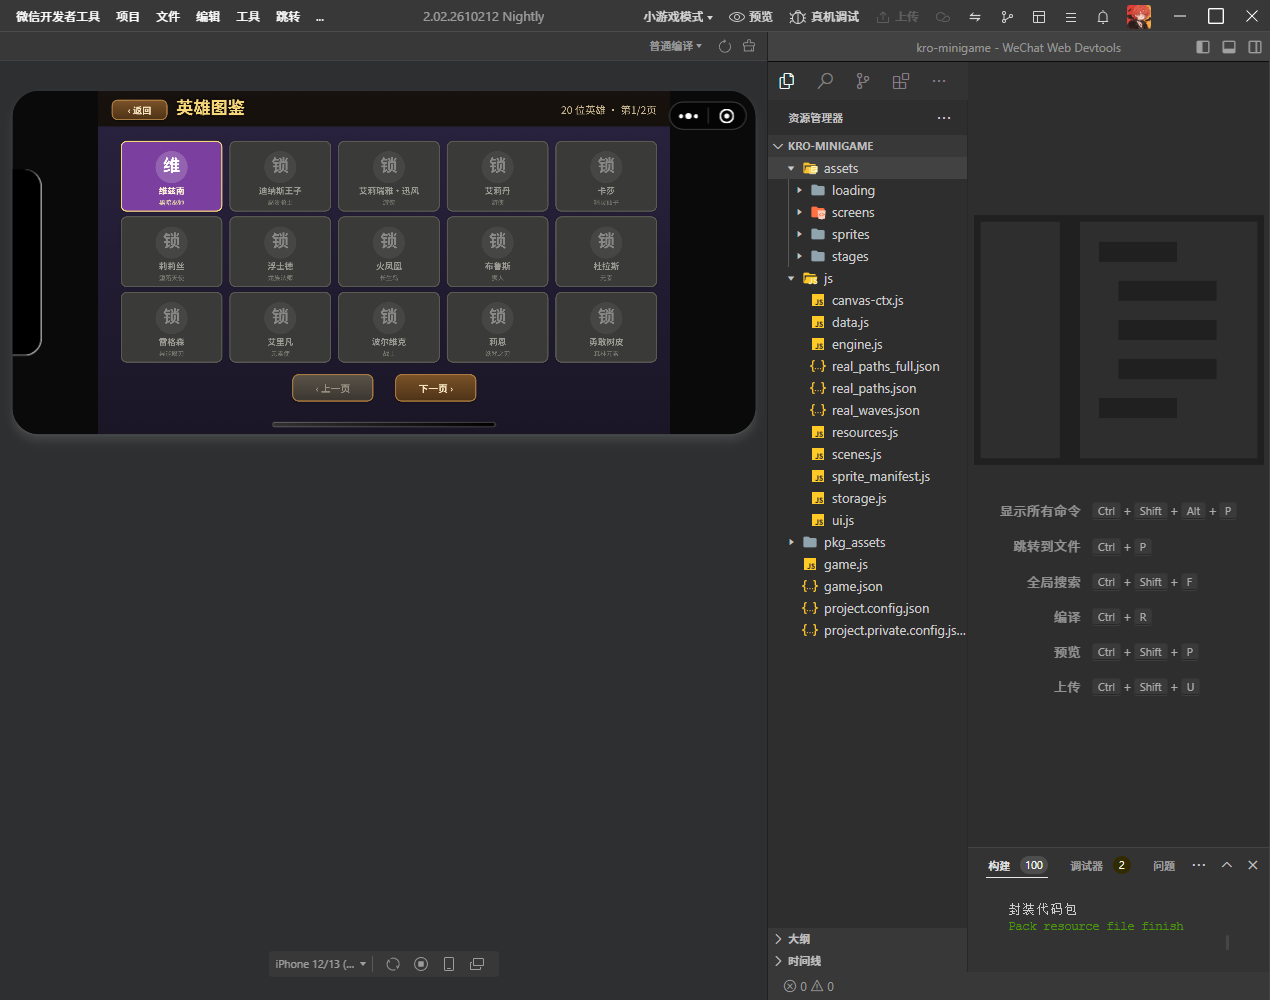 微信开发者工具 项目 文件 编辑 工具 跳转 ... 2.02.2610212 Nightly 小游戏模式 预览 真机调试 上传
普通编译
kro-minigame - WeChat Web Devtools
‹ 返回 英雄图鉴 20 位英雄 · 第1/2页
维 锁 锁 锁 锁
维兹南 迪纳斯王子 艾莉瑞雅·迅风 艾莉丹 卡莎
锁 锁 锁 锁 锁
莉莉丝 浮士德 火凤凰 布鲁斯 杜拉斯
锁 锁 锁 锁 锁
雷格森 艾里凡 波尔维克 莉恩 勇敢树皮
‹ 上一页 下一页 ›
iPhone 12/13 (...
资源管理器
KRO-MINIGAME
assets
loading
screens
sprites
stages
js
canvas-ctx.js
data.js
engine.js
real_paths_full.json
real_paths.json
real_waves.json
resources.js
scenes.js
sprite_manifest.js
storage.js
ui.js
pkg_assets
game.js
game.json
project.config.json
project.private.config.js...
大纲
时间线
0 0
显示所有命令 Ctrl + Shift + Alt + P
跳转到文件 Ctrl + P
全局搜索 Ctrl + Shift + F
编译 Ctrl + R
预览 Ctrl + Shift + P
上传 Ctrl + Shift + U
构建 100 调试器 2 问题
封装代码包
Pack resource file finish